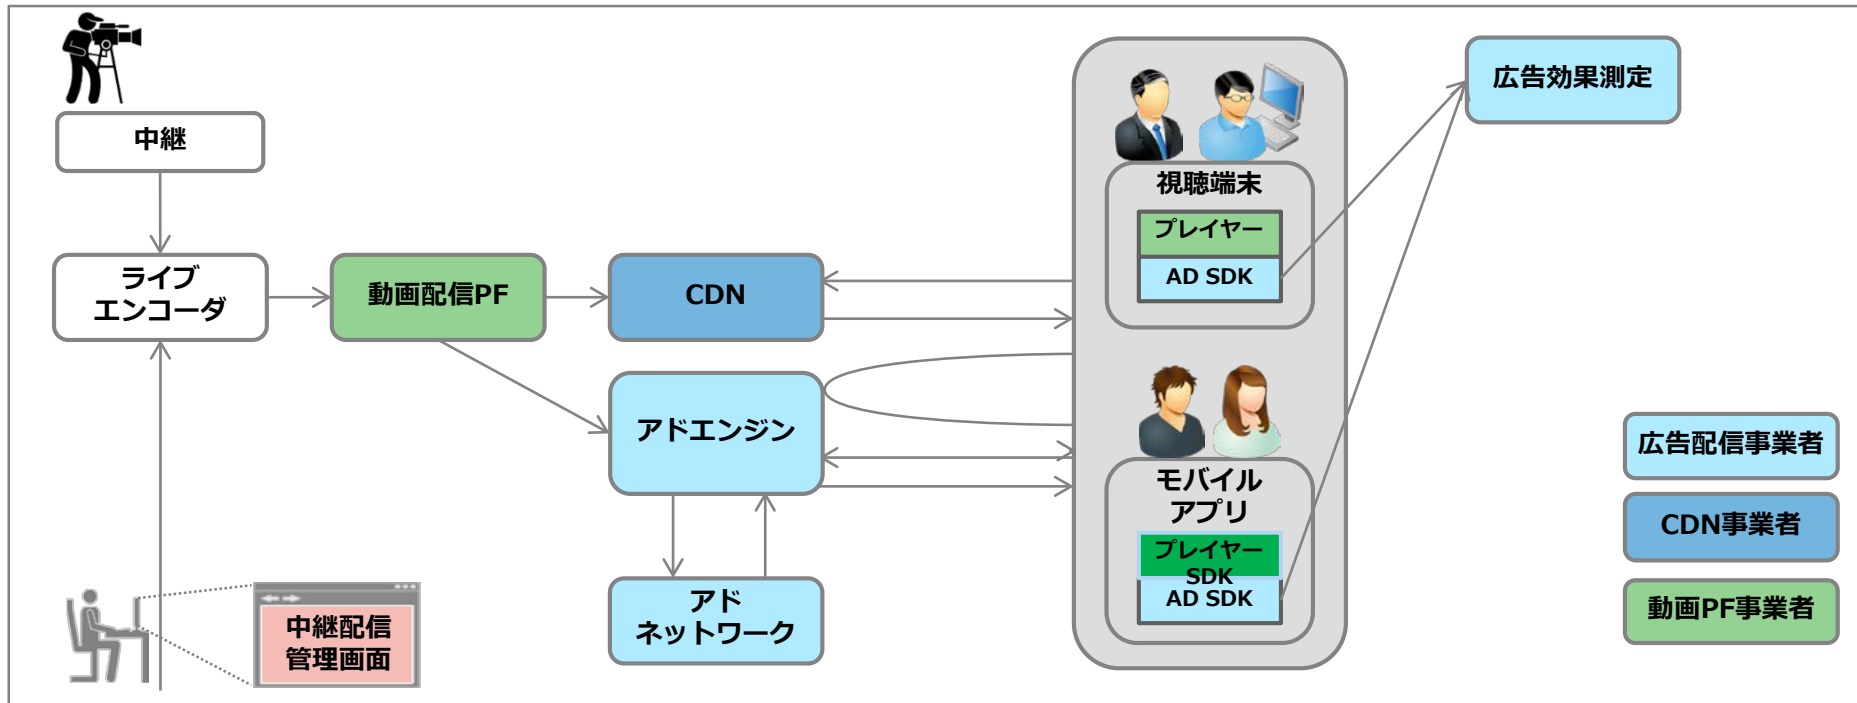 中継
ライブ
エンコーダ
動画配信PF
CDN
アドエンジン
アド
ネットワーク
中継配信
管理画面
視聴端末
プレイヤー
AD SDK
モバイル
アプリ
プレイヤー
SDK
AD SDK
広告効果測定
広告配信事業者
CDN事業者
動画PF事業者